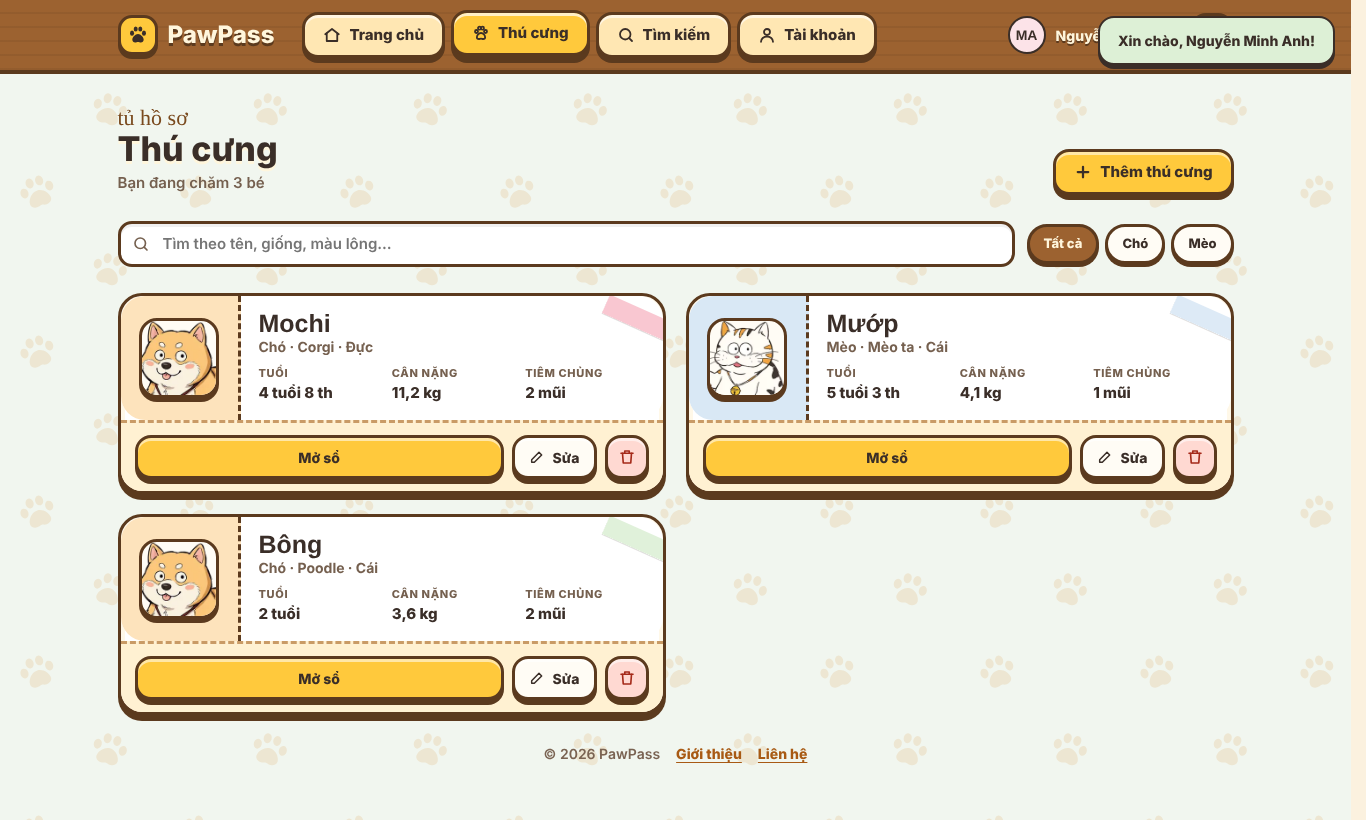 PawPass
Trang chủ
Thú cưng
Tìm kiếm
Tài khoản
MA
Xin chào, Nguyễn Minh Anh!
tủ hồ sơ
Thú cưng
Bạn đang chăm 3 bé
Thêm thú cưng
Tìm theo tên, giống, màu lông...
Tất cả
Chó
Mèo
Mochi
Chó · Corgi · Đực
TUỔI CÂN NẶNG TIÊM CHỦNG
4 tuổi 8 th 11,2 kg 2 mũi
Mở sổ
Sửa
Mướp
Mèo · Mèo ta · Cái
TUỔI CÂN NẶNG TIÊM CHỦNG
5 tuổi 3 th 4,1 kg 1 mũi
Mở sổ
Sửa
Bông
Chó · Poodle · Cái
TUỔI CÂN NẶNG TIÊM CHỦNG
2 tuổi 3,6 kg 2 mũi
Mở sổ
Sửa
© 2026 PawPass Giới thiệu Liên hệ